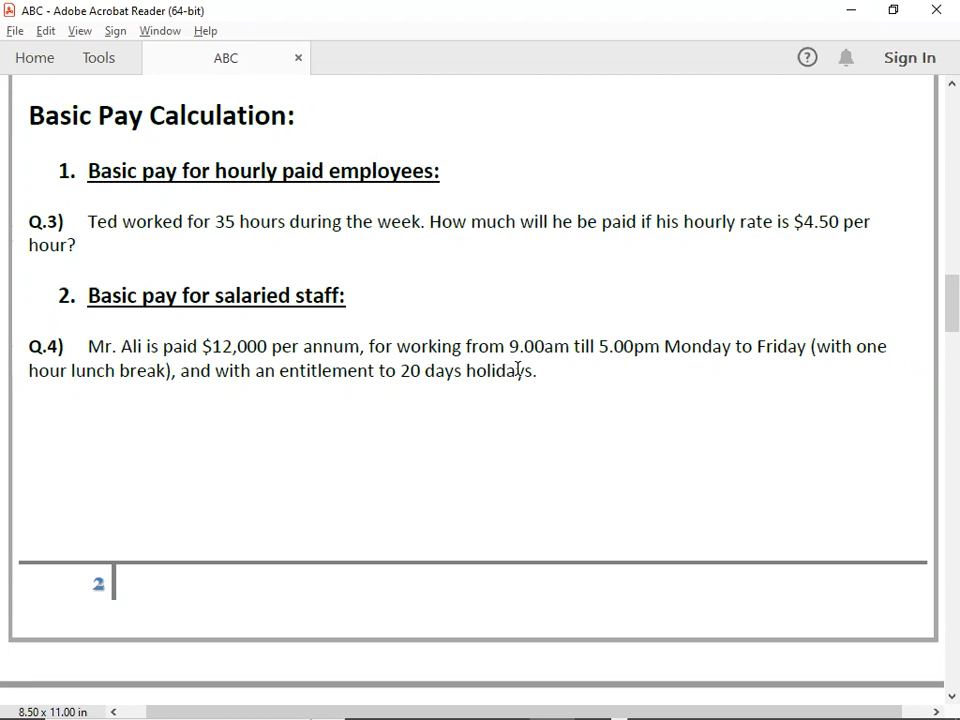 ABC - Adobe Acrobat Reader (64-bit)
File Edit View Sign Window Help
Home Tools ABC × ? Sign In
Basic Pay Calculation:
1. Basic pay for hourly paid employees:
Q.3) Ted worked for 35 hours during the week. How much will he be paid if his hourly rate is $4.50 per
hour?
2. Basic pay for salaried staff:
Q.4) Mr. Ali is paid $12,000 per annum, for working from 9.00am till 5.00pm Monday to Friday (with one
hour lunch break), and with an entitlement to 20 days holidays.
2
8.50 x 11.00 in